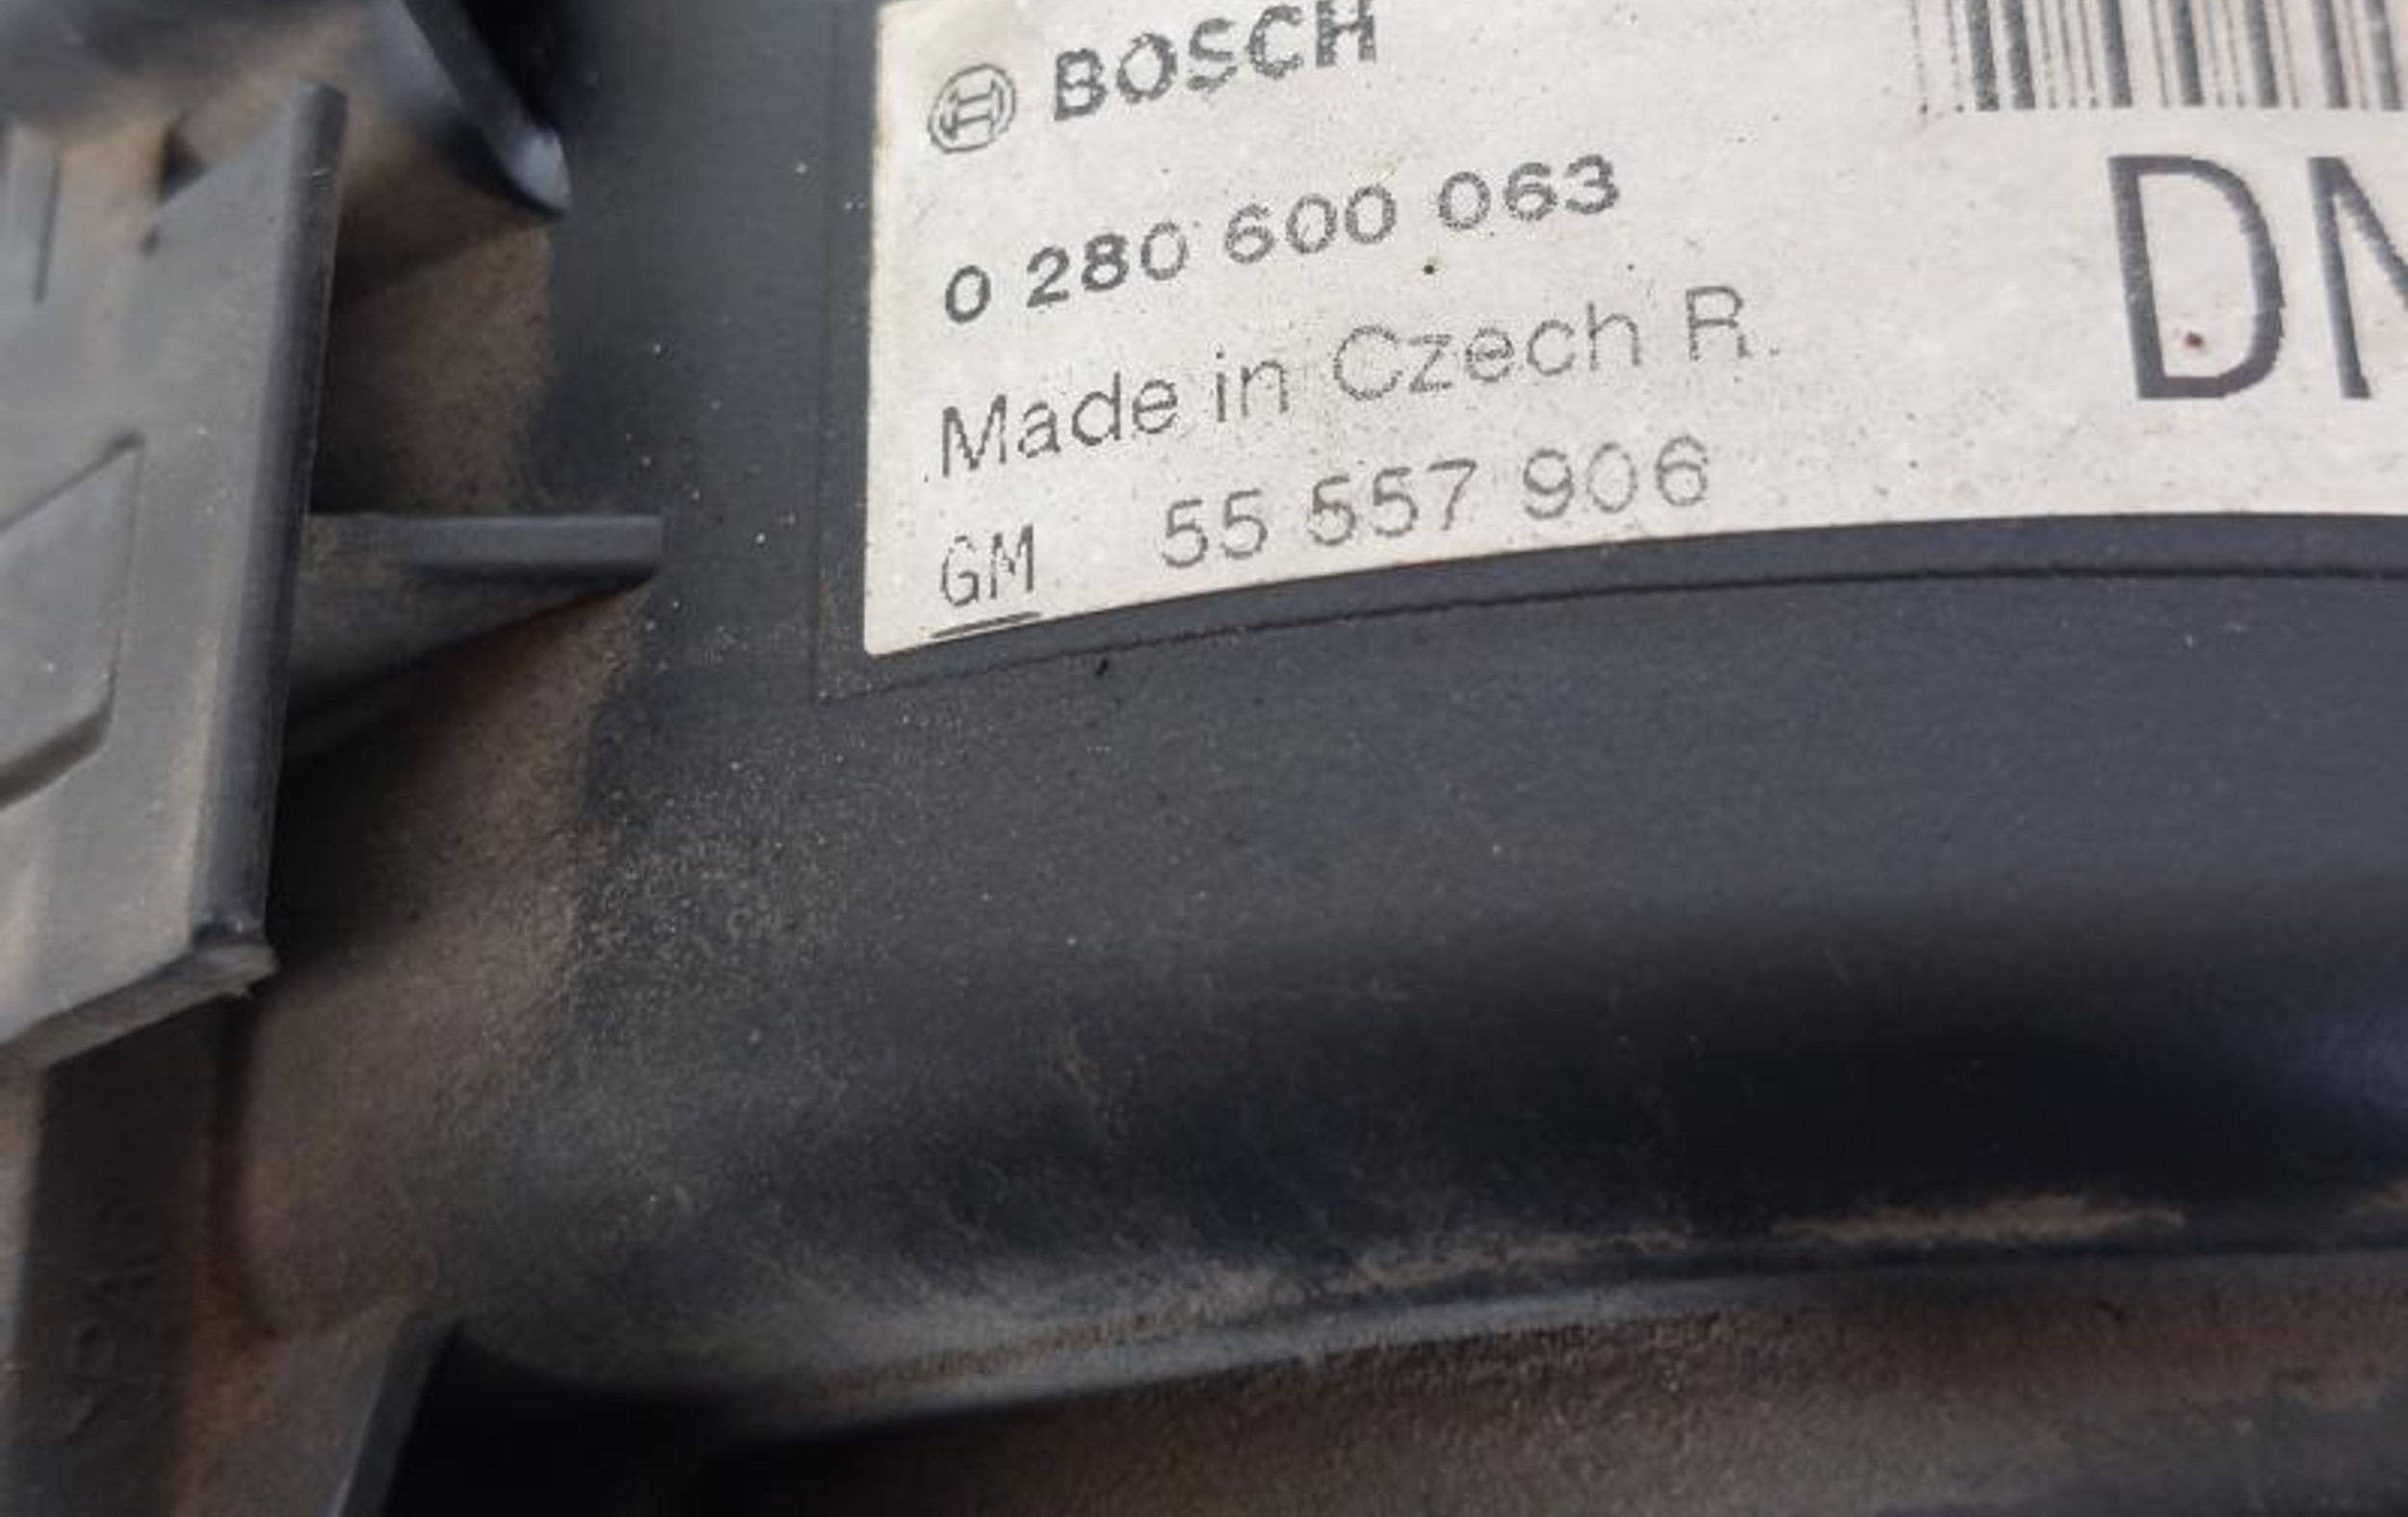 BOSCH
0 280 600 063
Made in Czech R.
GM 55 557 906